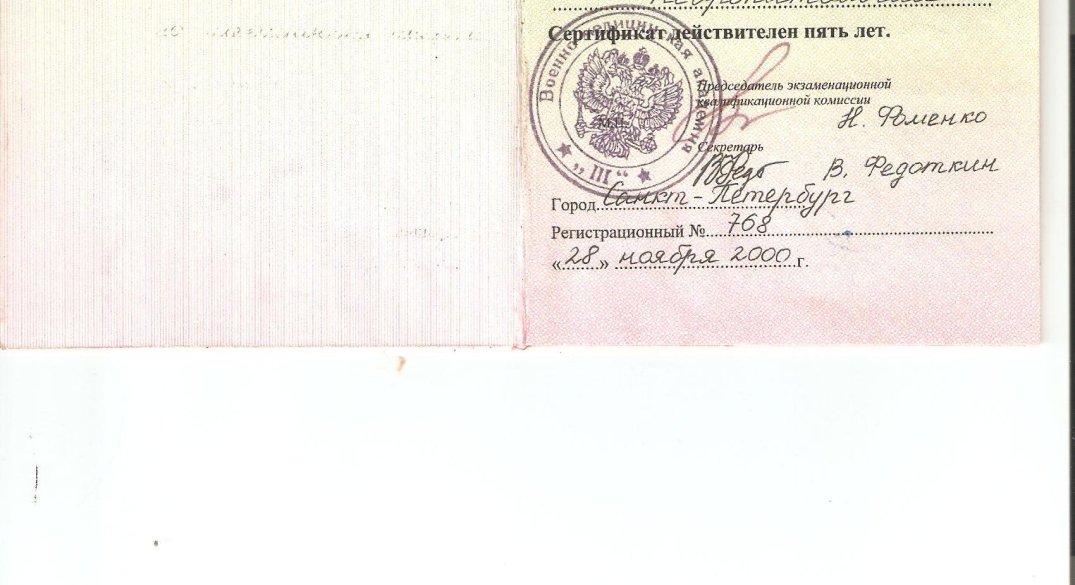 Сертификат действителен пять лет.
Военно-медицинская академия
"III"
М.П.
Председатель экзаменационной
квалификационной комиссии
Н. Фоменко
Секретарь
В. Федоткин
Город Санкт-Петербург
Регистрационный № 768
«28» ноября 2000 г.